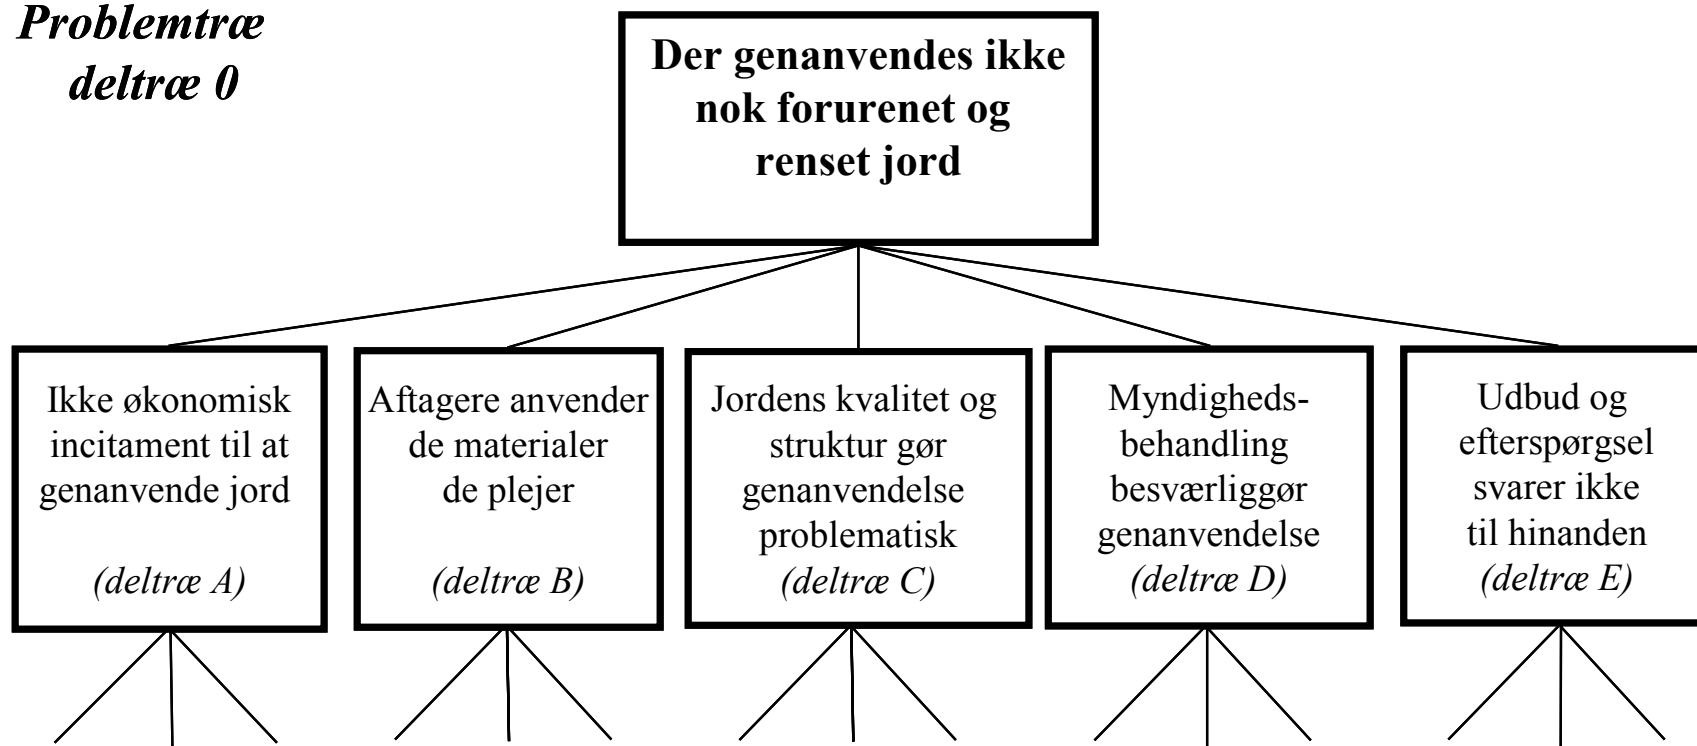 Problemtræ
deltræ 0
Der genanvendes ikke
nok forurenet og
renset jord
Ikke økonomisk
incitament til at
genanvende jord
(deltræ A)
Aftagere anvender
de materialer
de plejer
(deltræ B)
Jordens kvalitet og
struktur gør
genanvendelse
problematisk
(deltræ C)
Myndigheds-
behandling
besværliggør
genanvendelse
(deltræ D)
Udbud og
efterspørgsel
svarer ikke
til hinanden
(deltræ E)